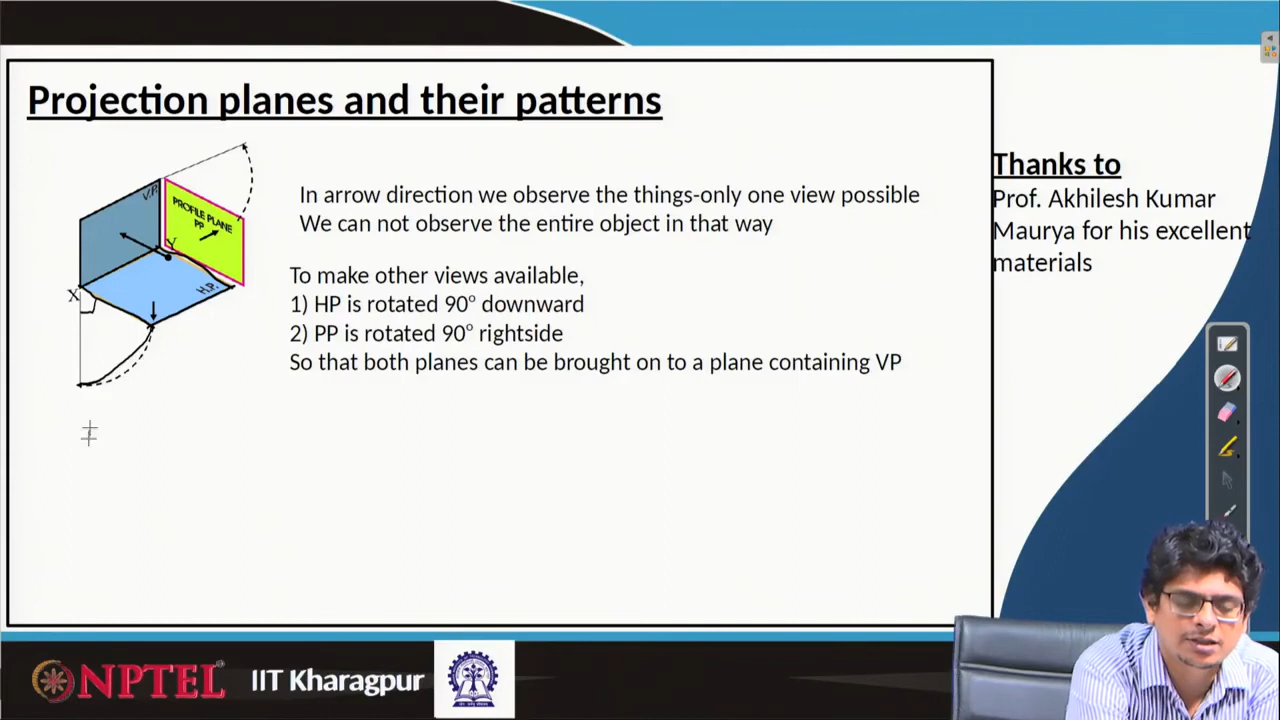 Projection planes and their patterns
V.P.
PROFILE PLANE
PP
Y
X
H.P.
In arrow direction we observe the things-only one view possible
We can not observe the entire object in that way
To make other views available,
1) HP is rotated 90° downward
2) PP is rotated 90° rightside
So that both planes can be brought on to a plane containing VP
Thanks to
Prof. Akhilesh Kumar
Maurya for his excellent
materials
NPTEL
IIT Kharagpur